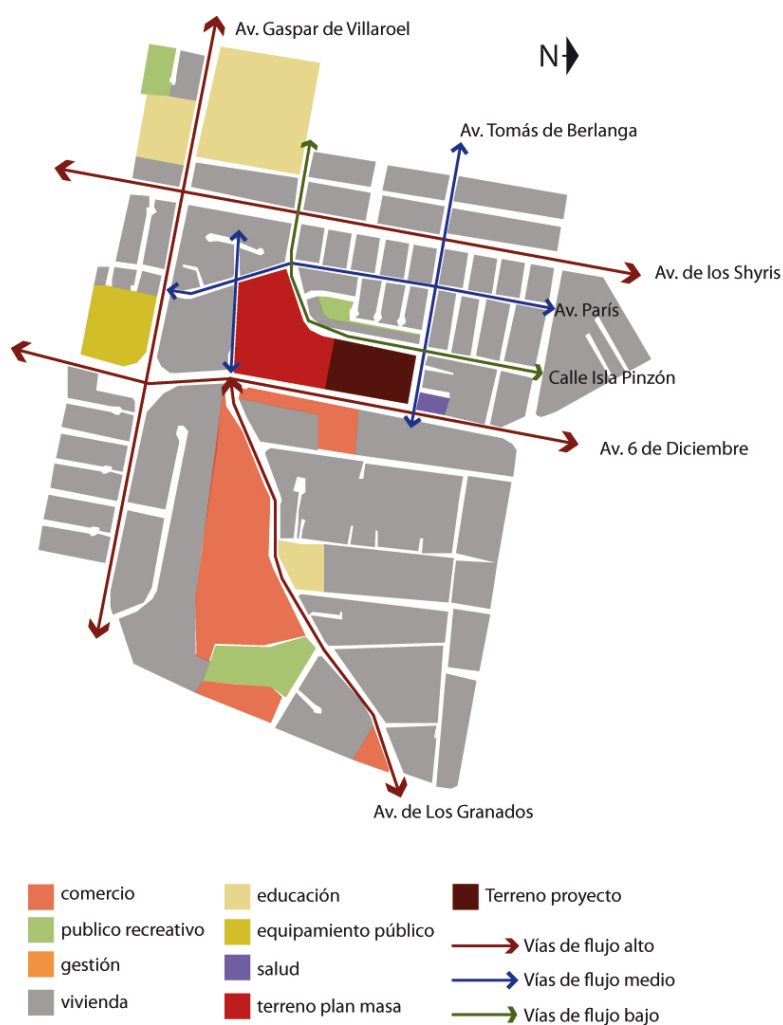 Av. Gaspar de Villaroel
N
Av. Tomás de Berlanga
Av. de los Shyris
Av. París
Calle Isla Pinzón
Av. 6 de Diciembre
Av. de Los Granados
comercio
publico recreativo
gestión
vivienda
educación
equipamiento público
salud
terreno plan masa
Terreno proyecto
Vías de flujo alto
Vías de flujo medio
Vías de flujo bajo